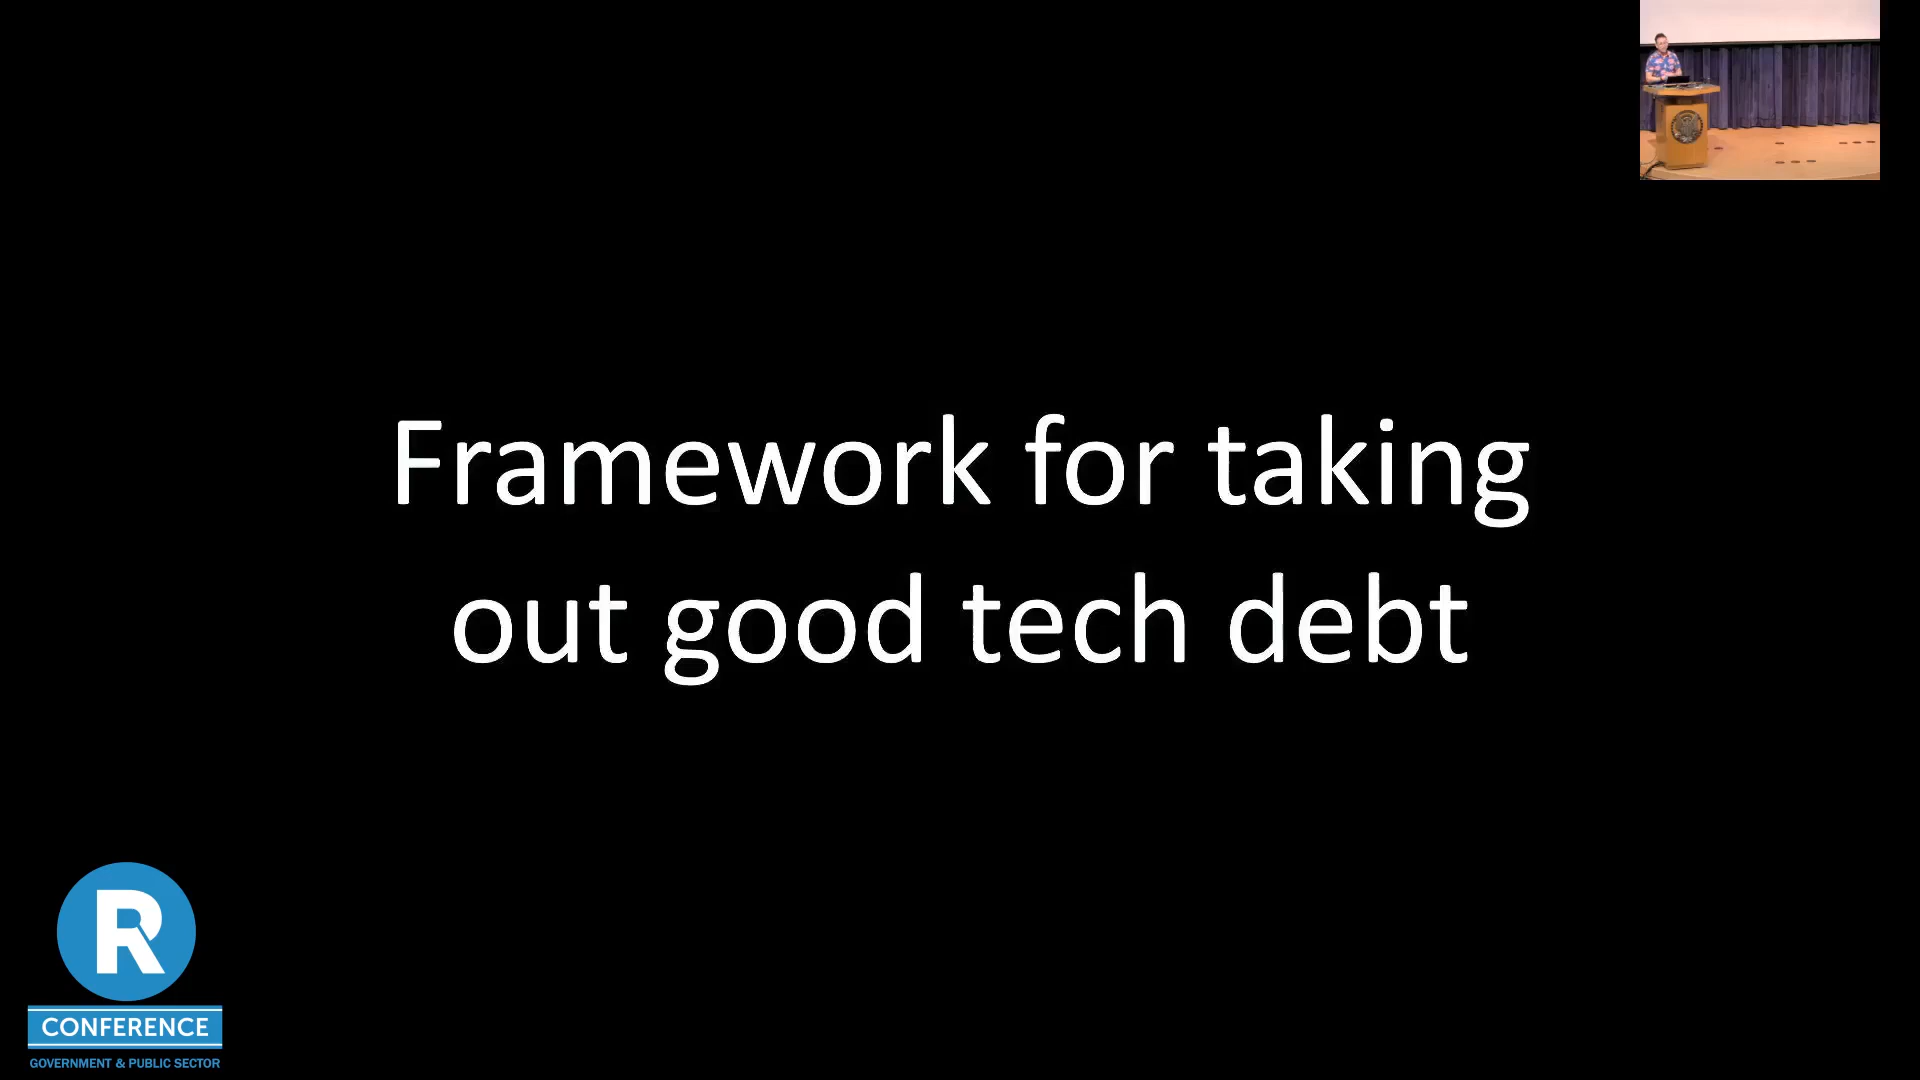 Framework for taking
out good tech debt
R
CONFERENCE
GOVERNMENT & PUBLIC SECTOR